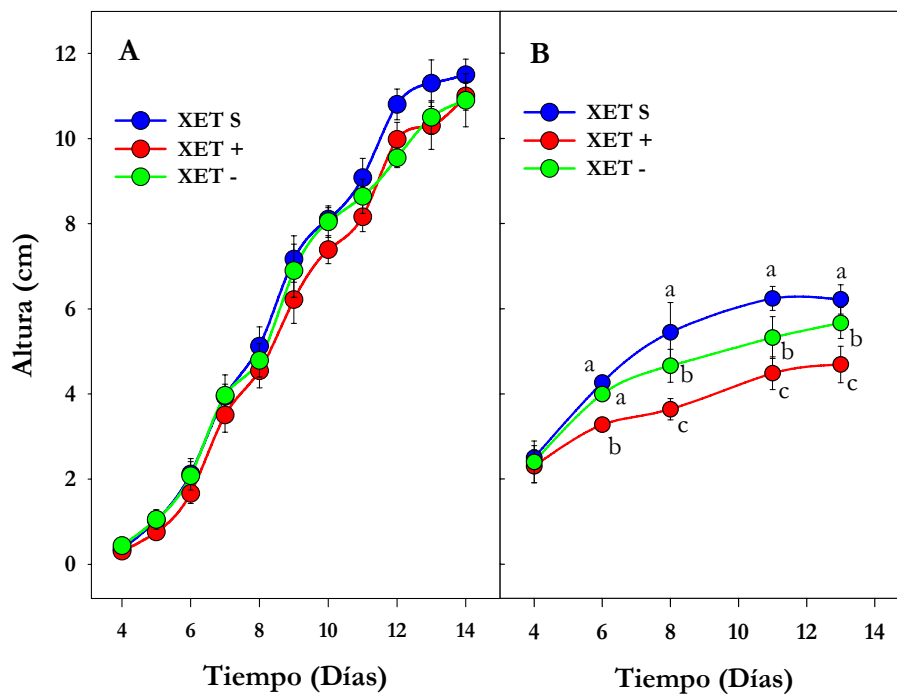 A
XET S
XET +
XET -
B
XET S
XET +
XET -
Altura (cm)
12
10
8
6
4
2
0
a
a
a
a
a
b
b
b
b
c
c
c
4 6 8 10 12 14
4 6 8 10 12 14
Tiempo (Días)
Tiempo (Días)